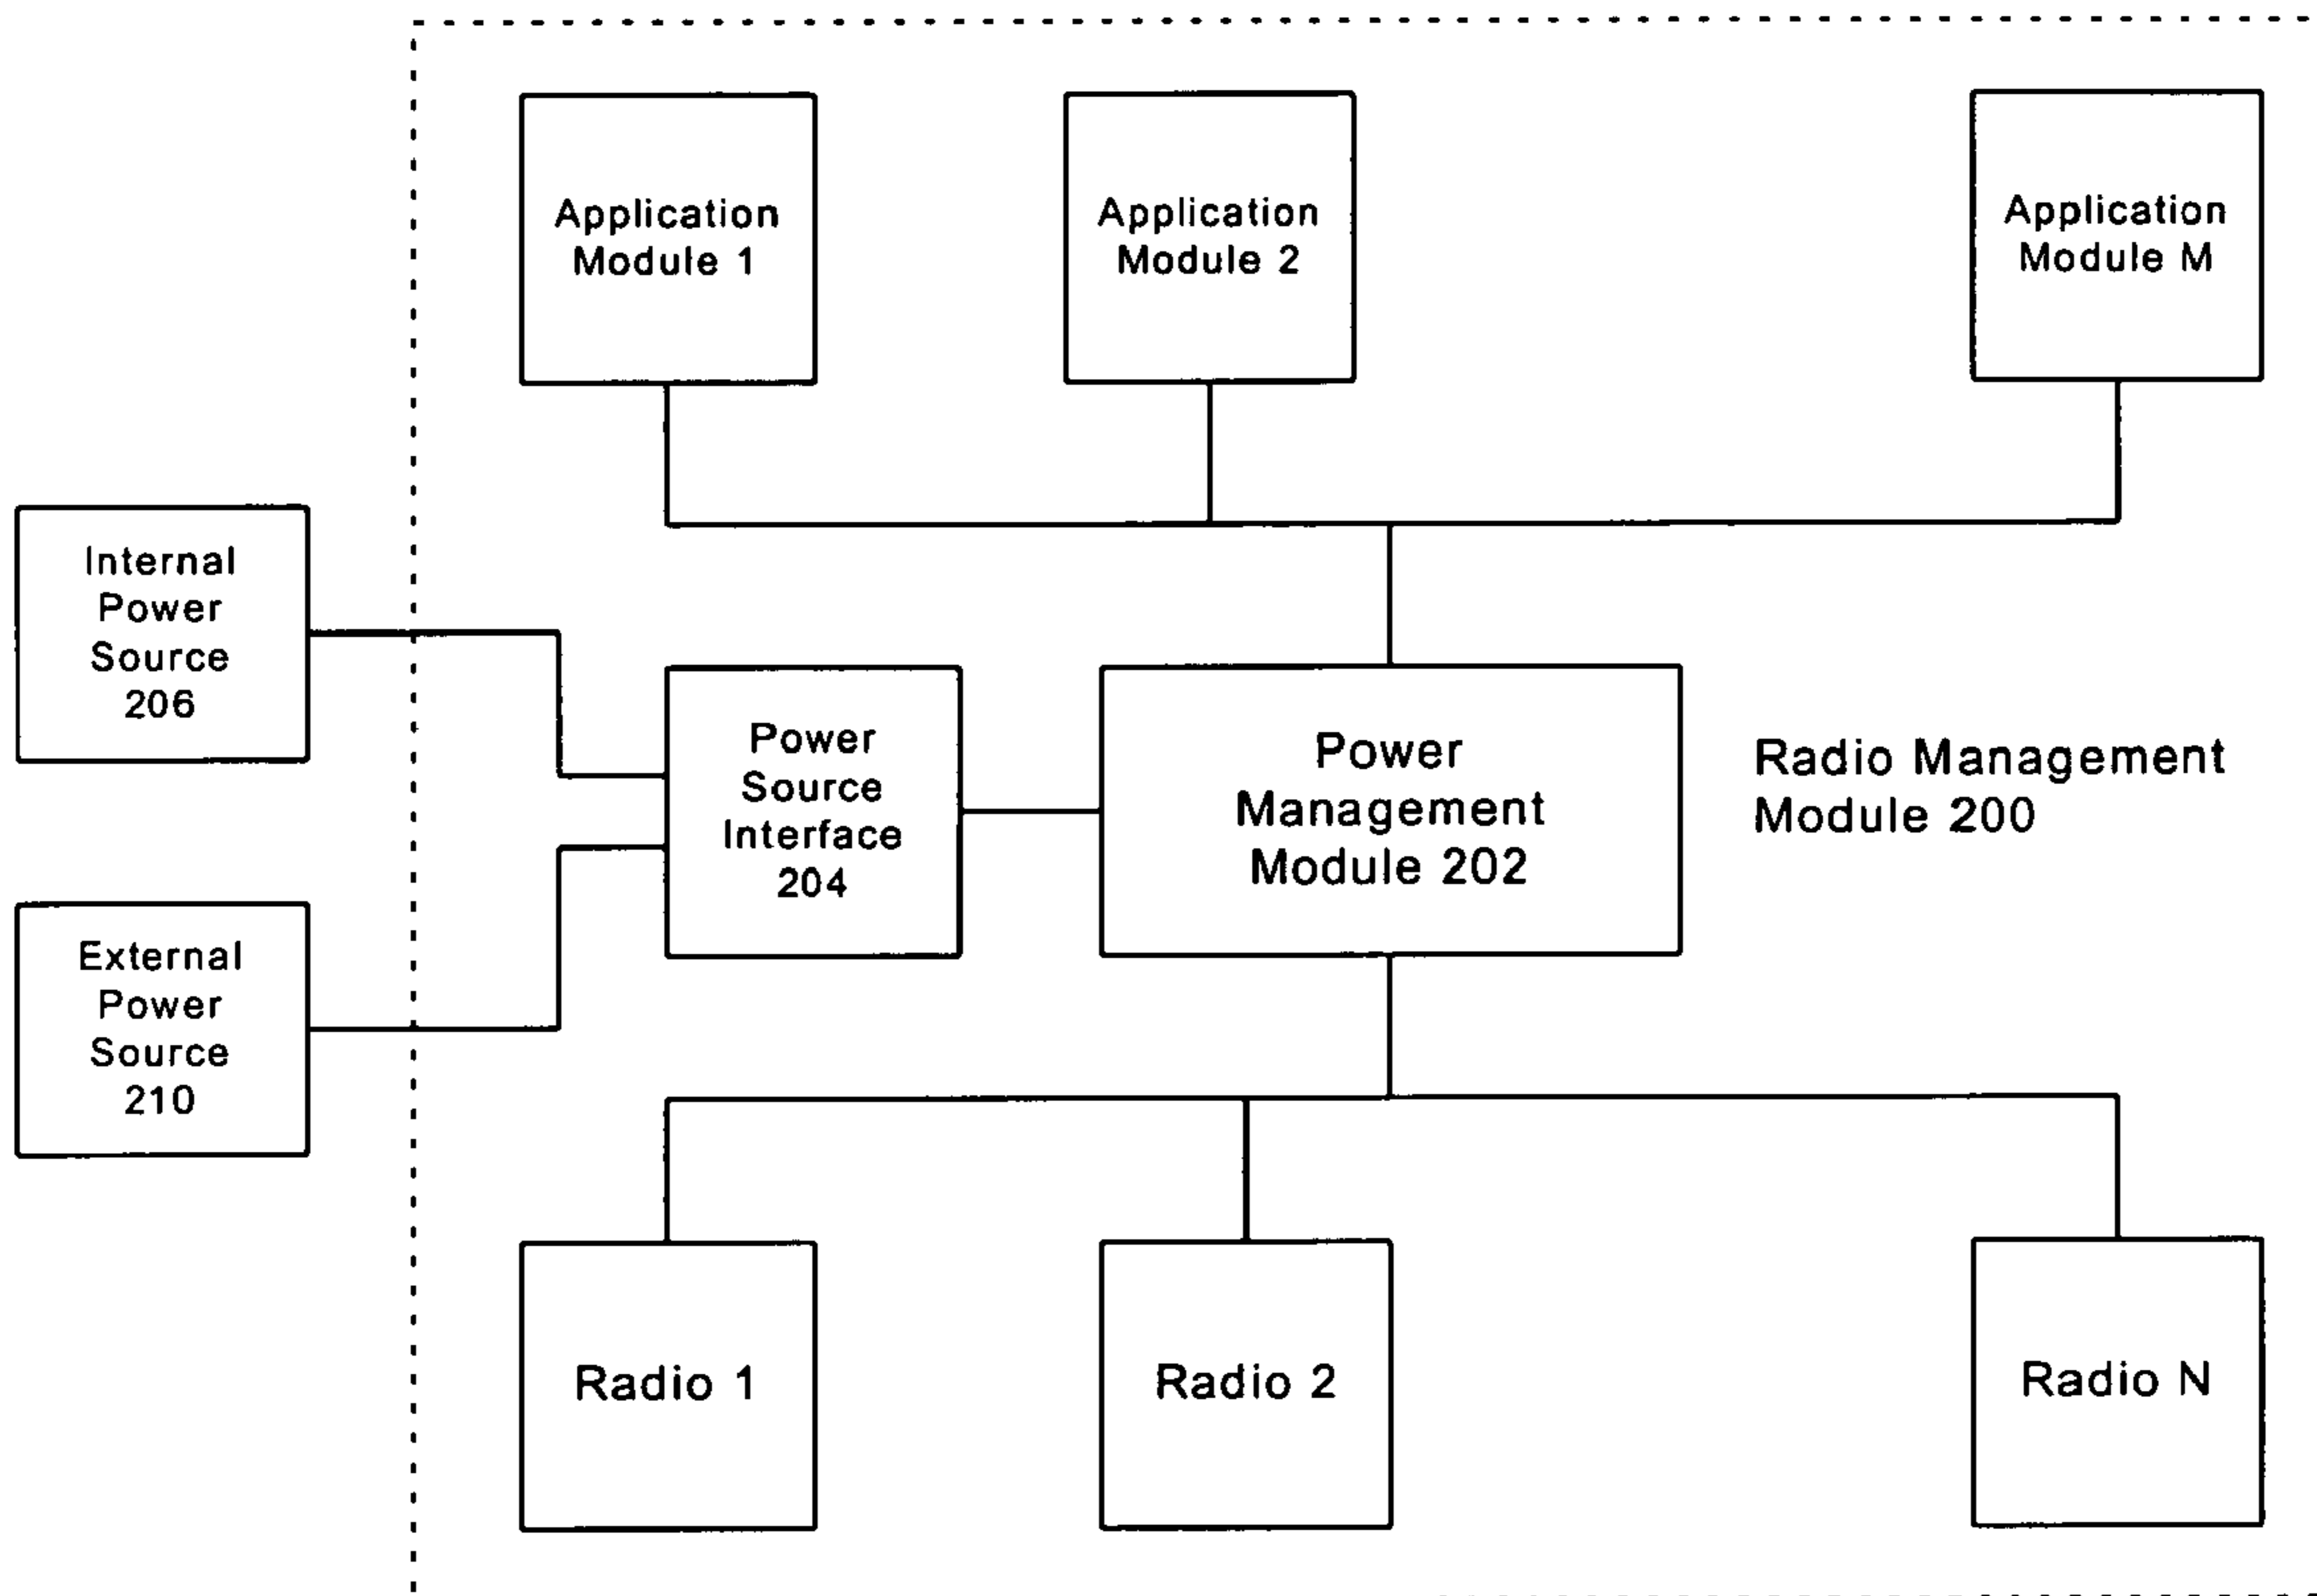 Application
Module 1
Application
Module 2
Application
Module M
Internal
Power
Source
206
Power
Source
Interface
204
Power
Management
Module 202
Radio Management
Module 200
External
Power
Source
210
Radio 1
Radio 2
Radio N